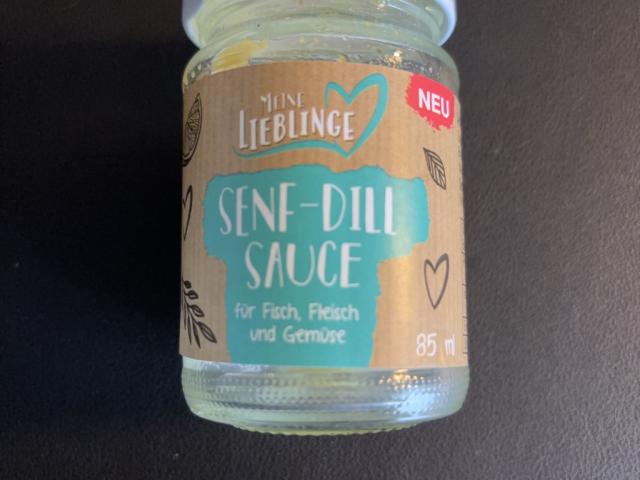 MEINE
LIEBLINGE
NEU
SENF-DILL
SAUCE
für Fisch, Fleisch
und Gemüse
85 ml